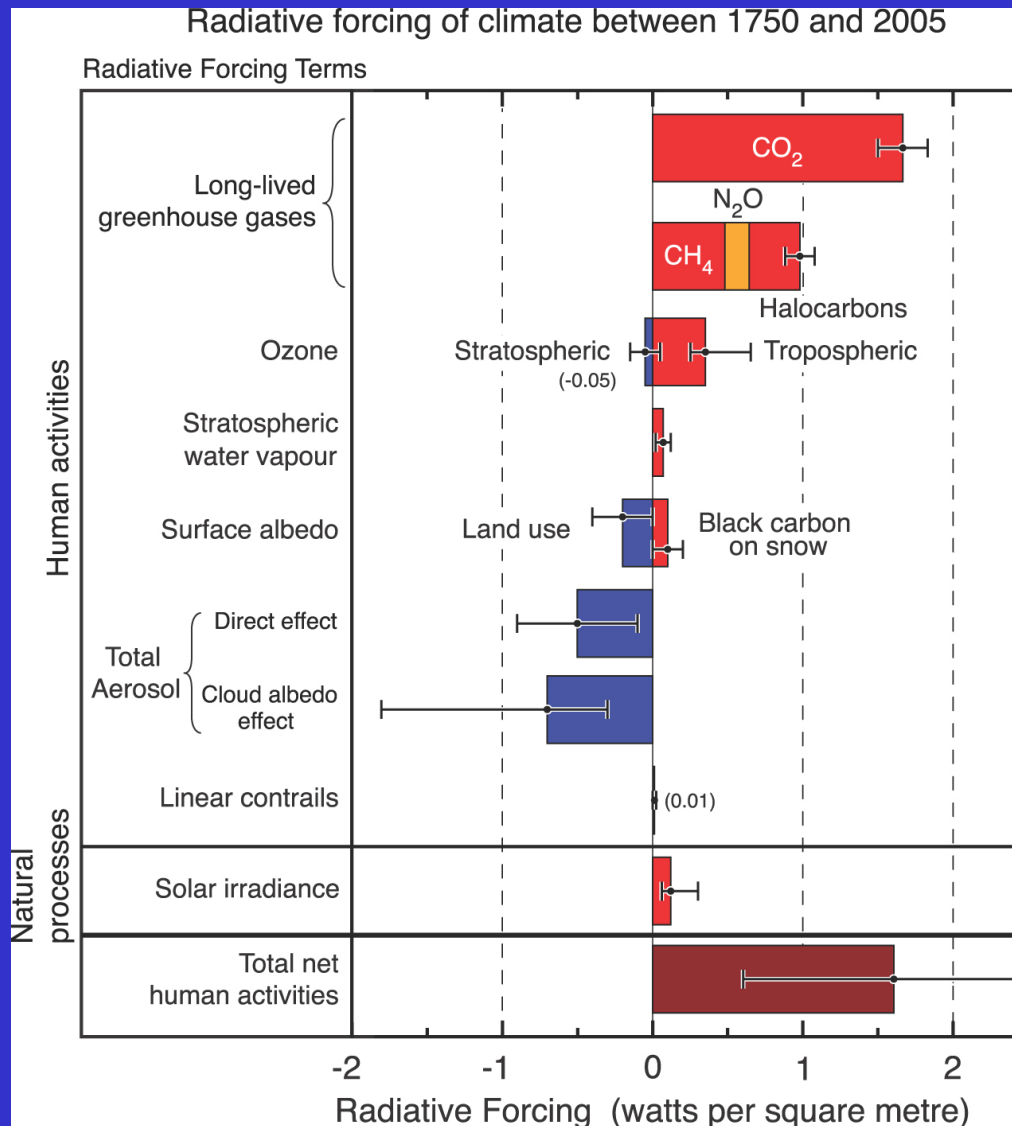 Radiative forcing of climate between 1750 and 2005
Radiative Forcing Terms
CO2
Long-lived
greenhouse gases
N2O
CH4
Halocarbons
Human activities
Ozone
Stratospheric
(-0.05)
Tropospheric
Stratospheric
water vapour
Surface albedo
Land use
Black carbon
on snow
Total
Aerosol
Direct effect
Cloud albedo
effect
Linear contrails
(0.01)
Natural
processes
Solar irradiance
Total net
human activities
-2 -1 0 1 2
Radiative Forcing (watts per square metre)